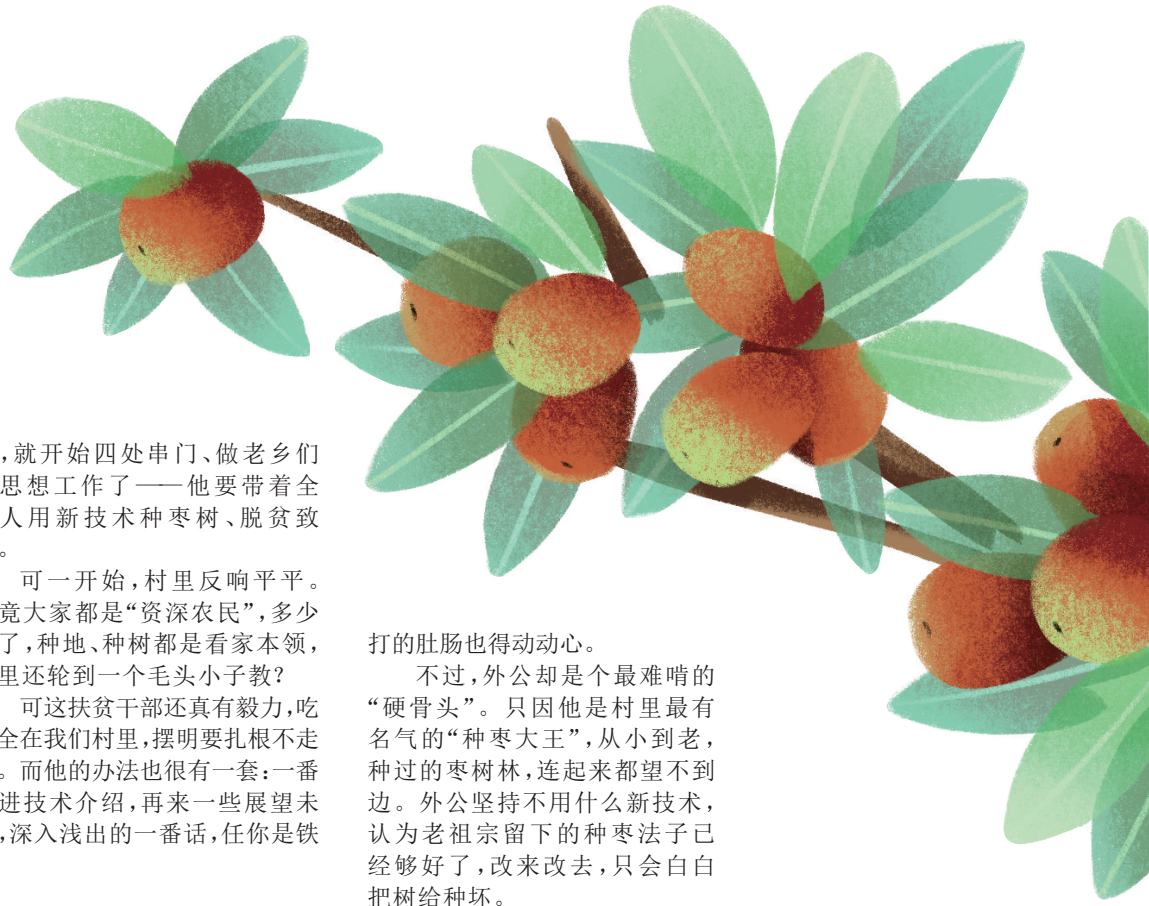 ,就开始四处串门、做老乡们
思想工作了——他要带着全
人用新技术种枣树、脱贫致
。
可一开始,村里反响平平。
竟大家都是“资深农民”,多少
了,种地、种树都是看家本领,
里还轮到一个毛头小子教?
可这扶贫干部还真有毅力,吃
全在我们村里,摆明要扎根不走
。而他的办法也很有一套:一番
进技术介绍,再来一些展望未
,深入浅出的一番话,任你是铁
打的肚肠也得动动心。
不过,外公却是个最难啃的
“硬骨头”。只因他是村里最有
名气的“种枣大王”,从小到老,
种过的枣树林,连起来都望不到
边。外公坚持不用什么新技术,
认为老祖宗留下的种枣法子已
经够好了,改来改去,只会白白
把树给种坏。